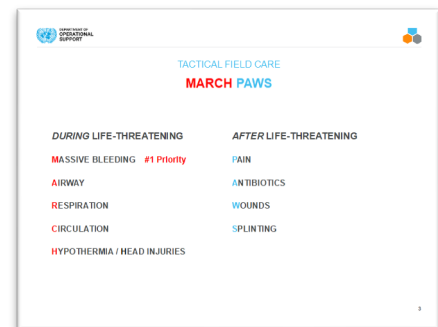 DEPARTMENT OF
OPERATIONAL
SUPPORT
TACTICAL FIELD CARE
MARCH PAWS
DURING LIFE-THREATENING
MASSIVE BLEEDING #1 Priority
AIRWAY
RESPIRATION
CIRCULATION
HYPOTHERMIA / HEAD INJURIES
AFTER LIFE-THREATENING
PAIN
ANTIBIOTICS
WOUNDS
SPLINTING
3